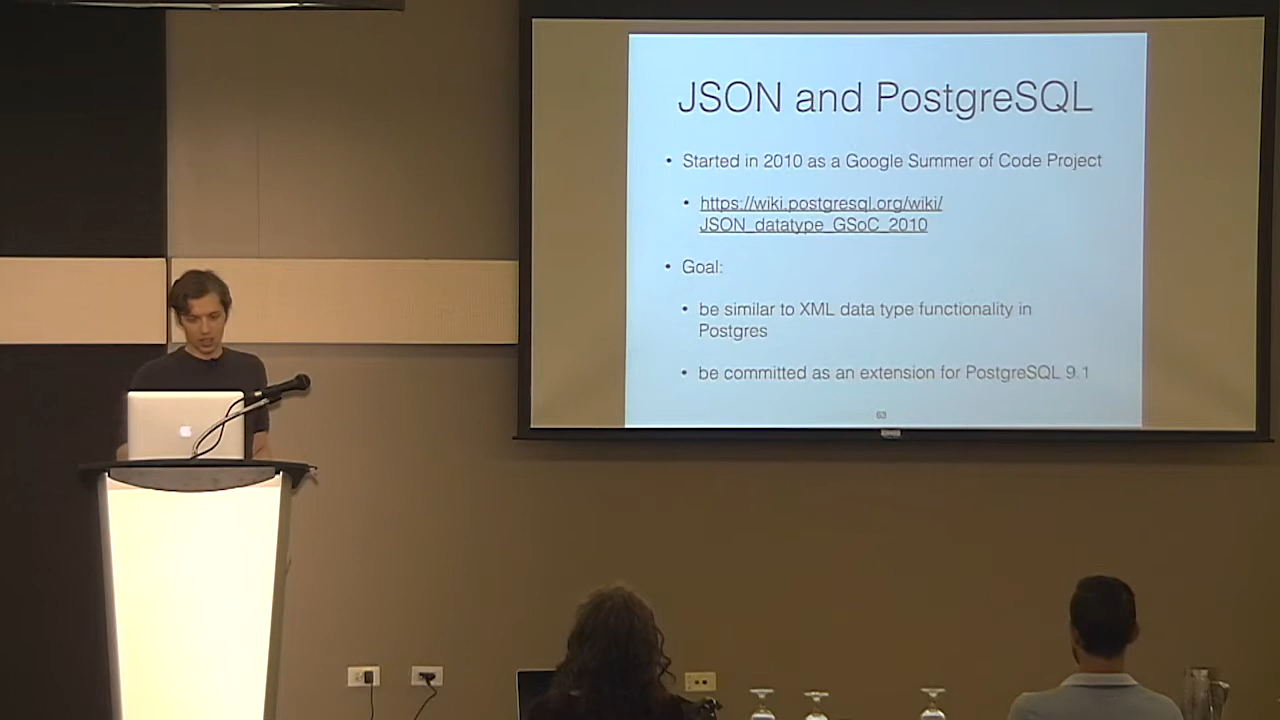 JSON and PostgreSQL
• Started in 2010 as a Google Summer of Code Project
• https://wiki.postgresql.org/wiki/
JSON_datatype_GSoC_2010
• Goal:
• be similar to XML data type functionality in
Postgres
• be committed as an extension for PostgreSQL 9.1
63